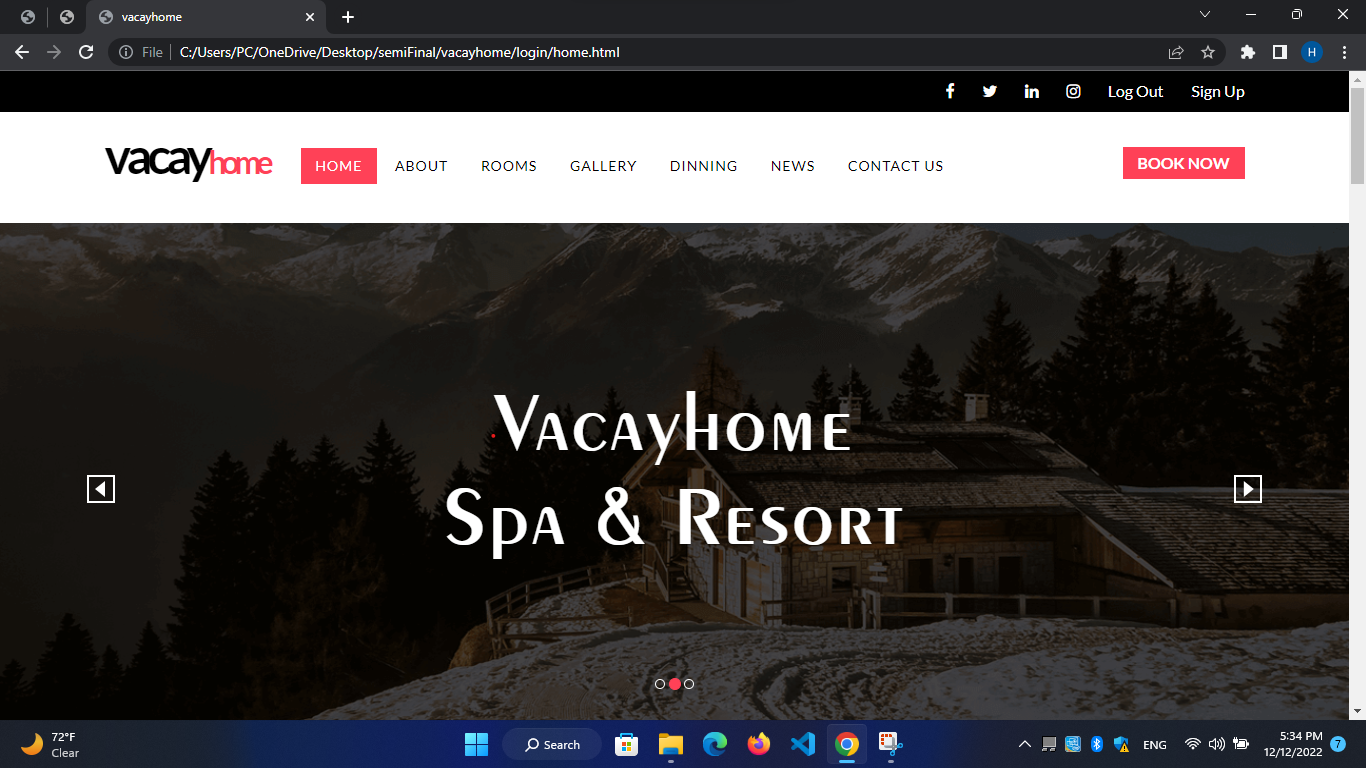 vacayhome
File
C:/Users/PC/OneDrive/Desktop/semiFinal/vacayhome/login/home.html
H
Log Out
Sign Up
vacayhome
HOME
ABOUT
ROOMS
GALLERY
DINNING
NEWS
CONTACT US
BOOK NOW
Vacayhome
Spa & Resort
72°F
Clear
Search
ENG
5:34 PM
12/12/2022
7